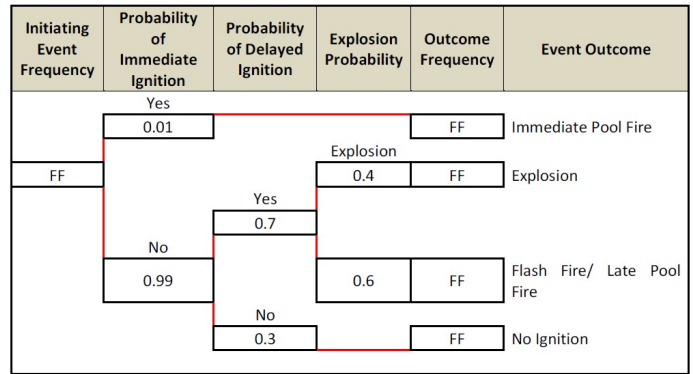 Initiating
Event
Frequency
Probability
of
Immediate
Ignition
Probability
of Delayed
Ignition
Explosion
Probability
Outcome
Frequency
Event Outcome
Yes
0.01
FF
Immediate Pool Fire
Explosion
FF
0.4
FF
Explosion
Yes
0.7
No
0.99
0.6
FF
Flash Fire/ Late Pool
Fire
No
0.3
FF
No Ignition